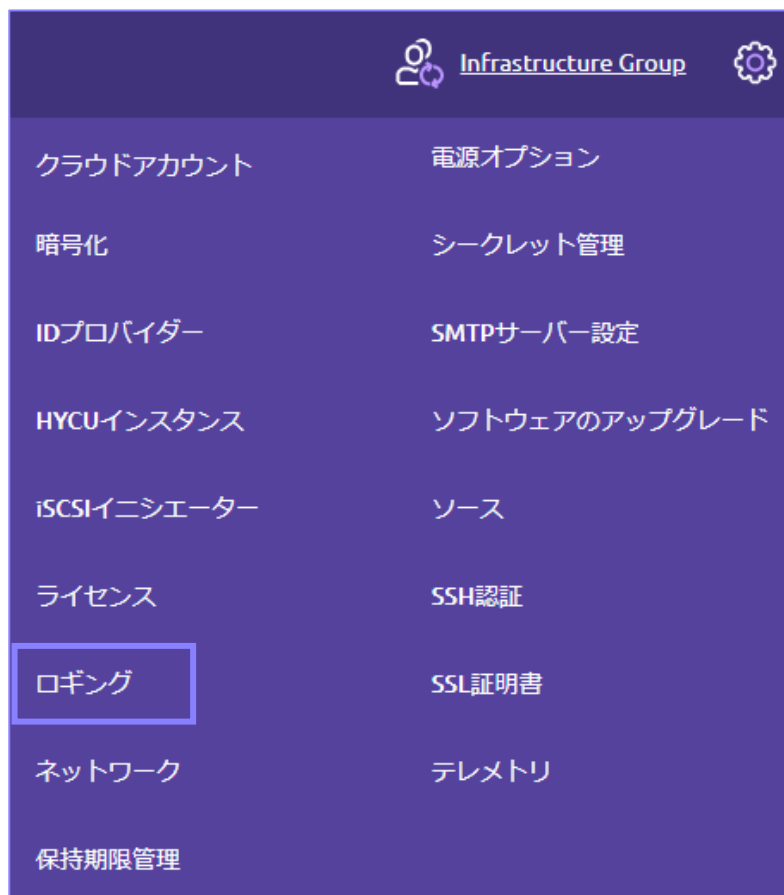 Infrastructure Group
クラウドアカウント
暗号化
IDプロバイダー
HYCUインスタンス
iSCSIイニシエーター
ライセンス
ロギング
ネットワーク
保持期限管理
電源オプション
シークレット管理
SMTPサーバー設定
ソフトウェアのアップグレード
ソース
SSH認証
SSL証明書
テレメトリ